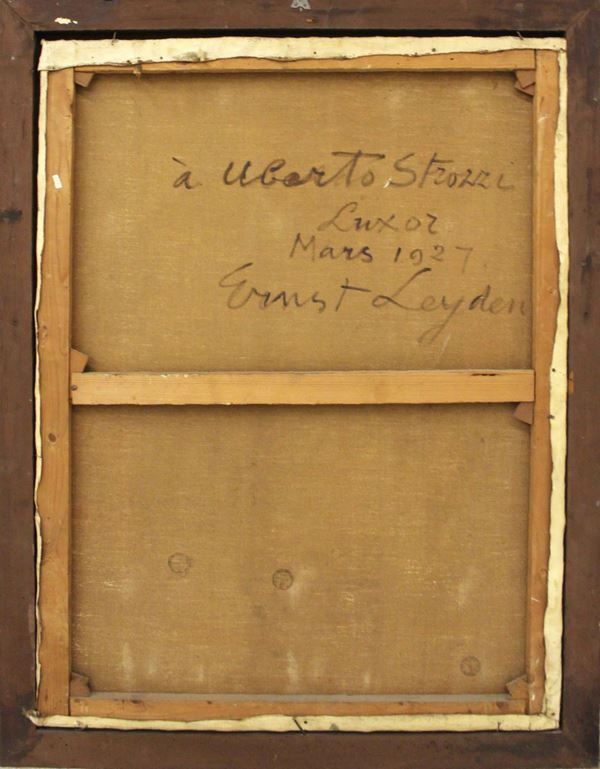 à Uberto Strozzi
Luxor
Mars 1927.
Ernst Leyden